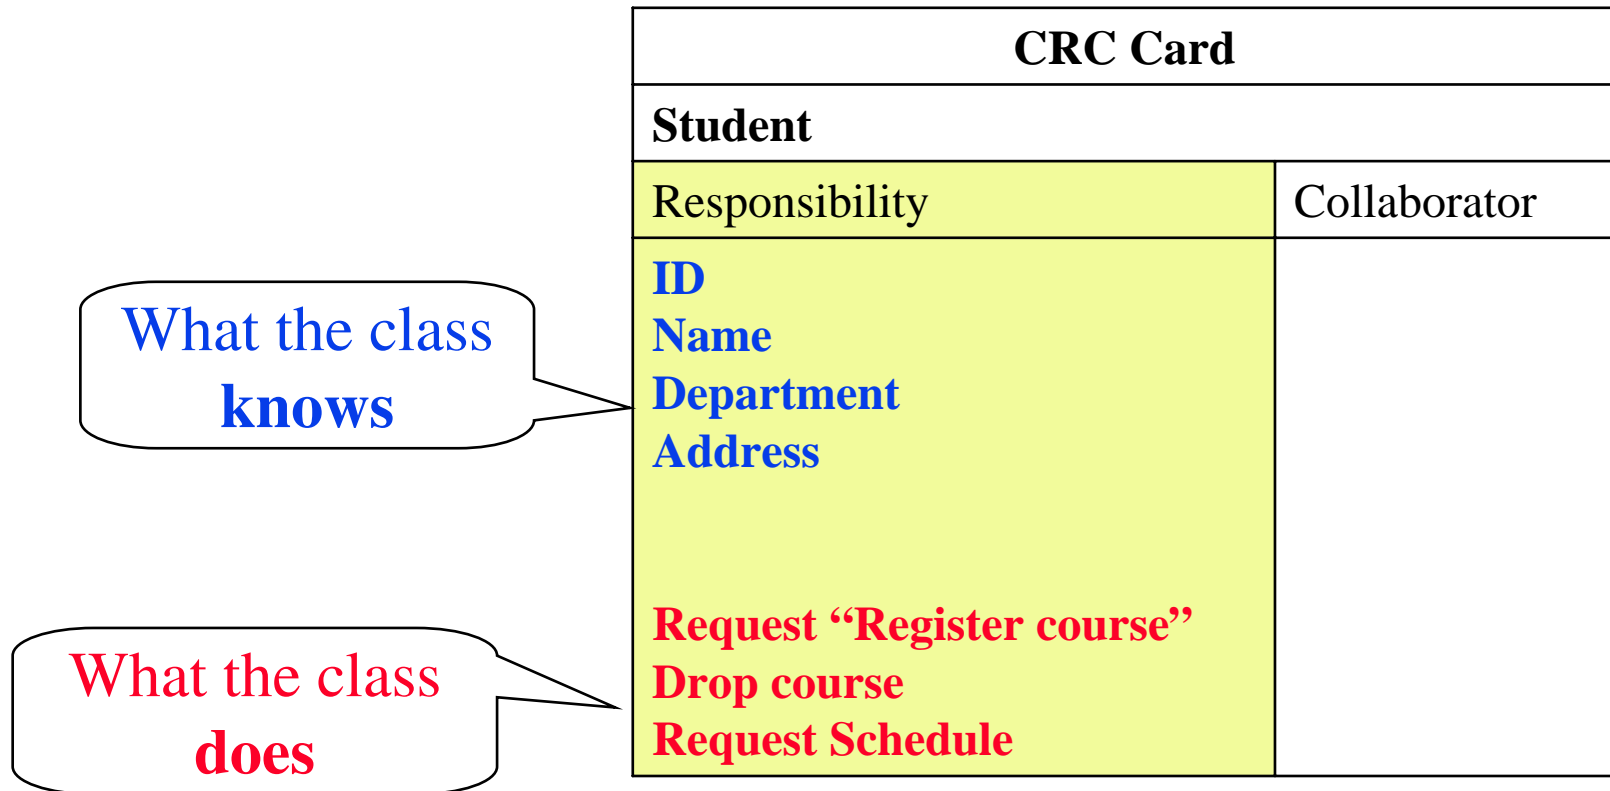 CRC Card
Student
Responsibility
Collaborator
What the class
knows
ID
Name
Department
Address
What the class
does
Request “Register course”
Drop course
Request Schedule